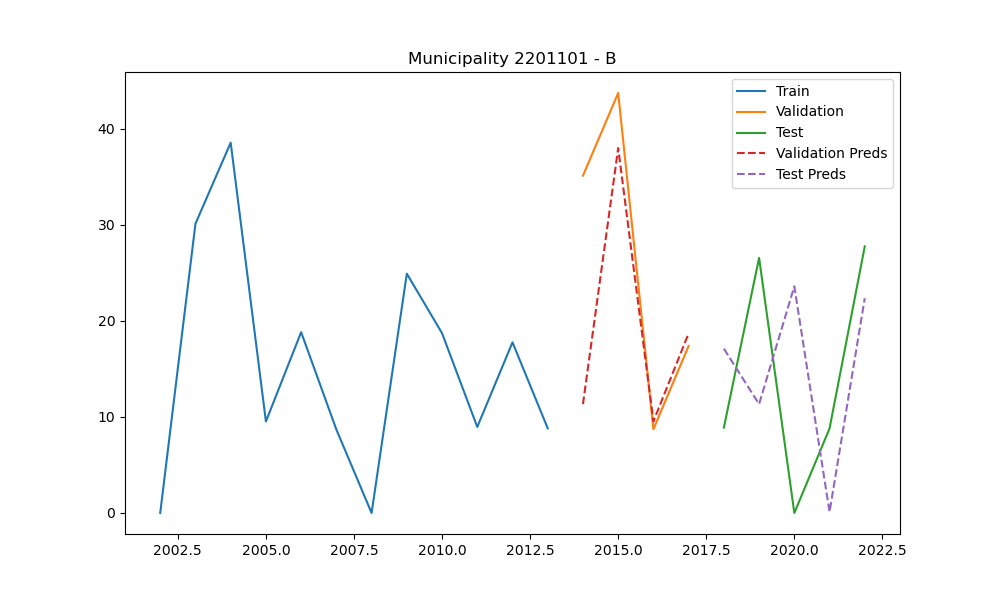 Municipality 2201101 - B
Train
Validation
Test
Validation Preds
Test Preds
40
30
20
10
0
2002.5 2005.0 2007.5 2010.0 2012.5 2015.0 2017.5 2020.0 2022.5